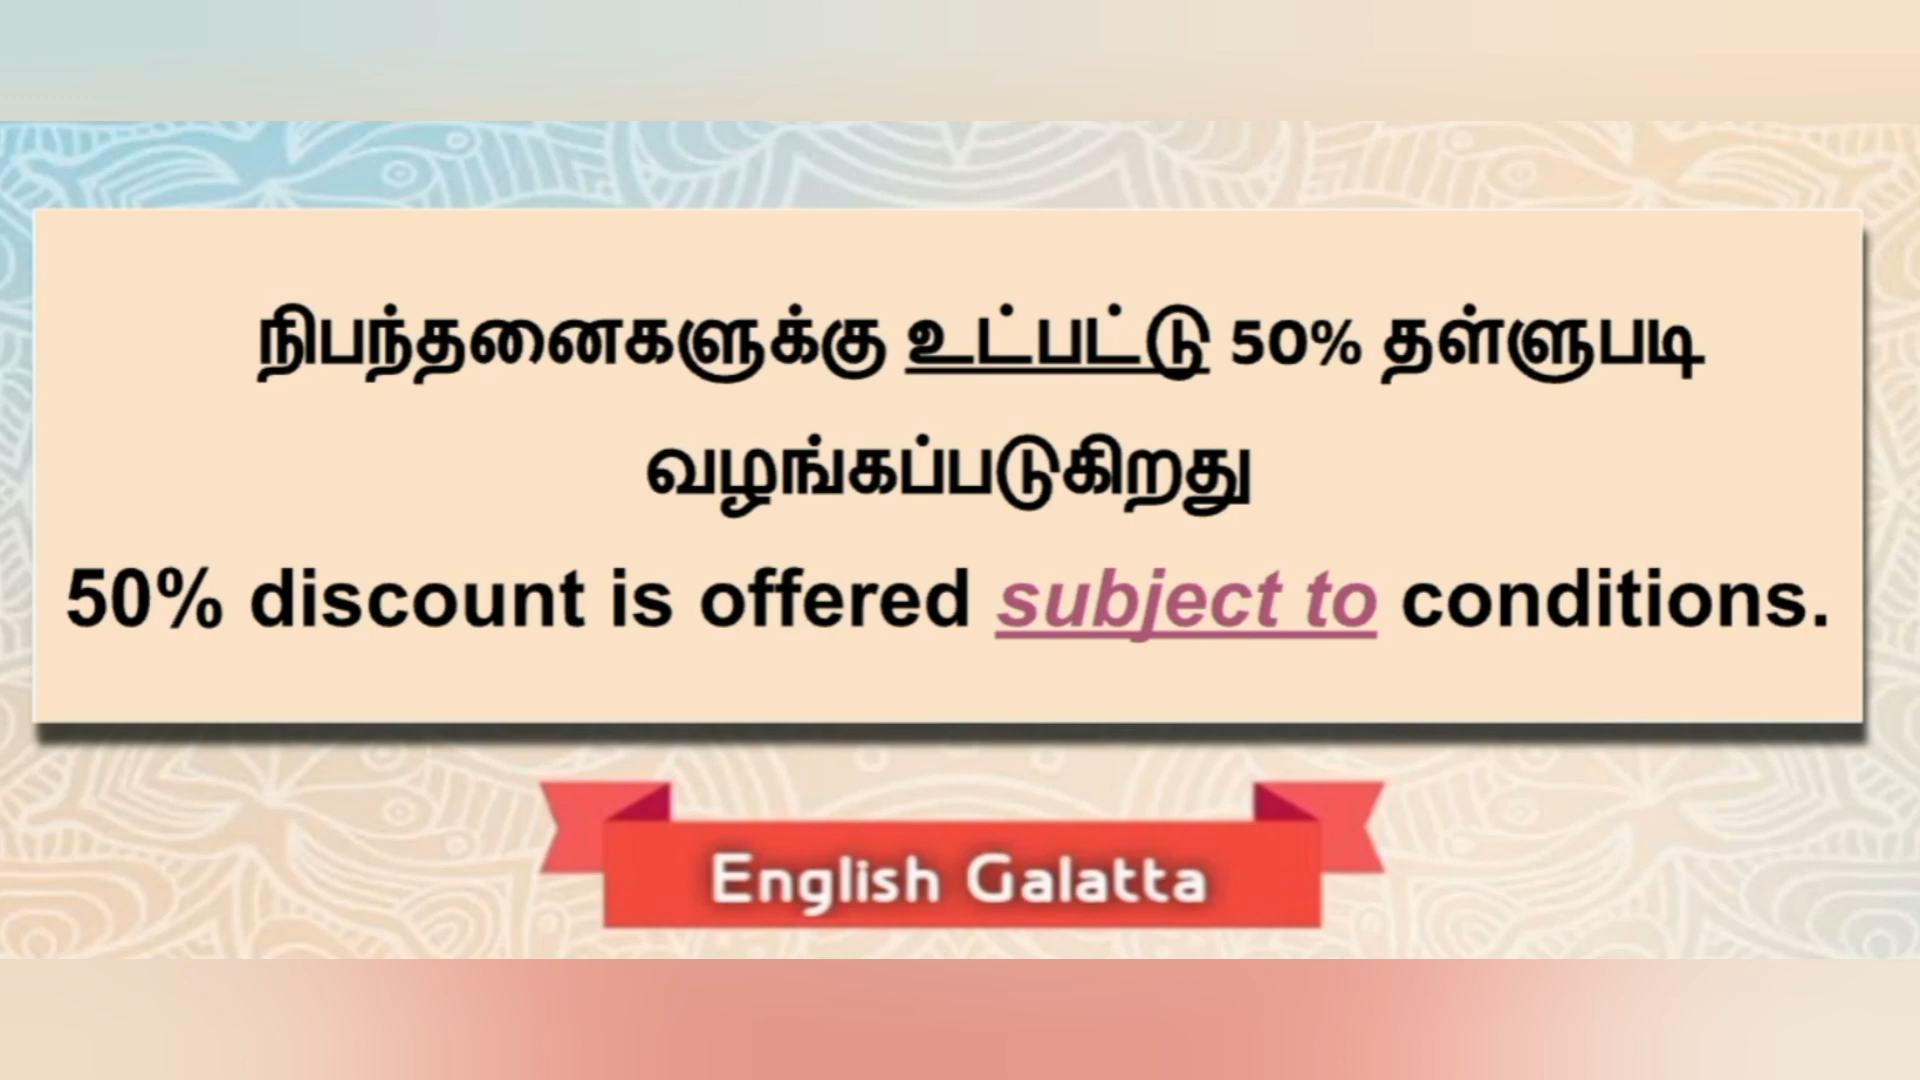 நிபந்தனைகளுக்கு உட்பட்டு 50% தள்ளுபடி
வழங்கப்படுகிறது
50% discount is offered subject to conditions.
English Galatta